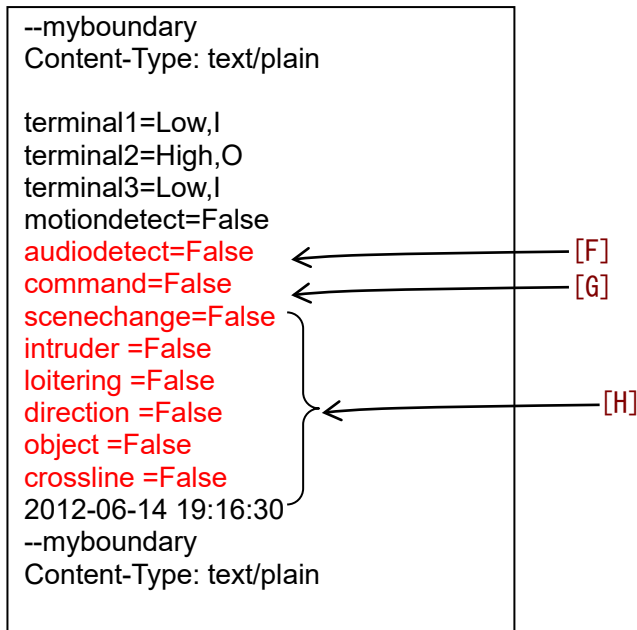 --myboundary
Content-Type: text/plain

terminal1=Low,I
terminal2=High,O
terminal3=Low,I
motiondetect=False
audiodetect=False [F]
command=False [G]
scenechange=False
intruder =False
loitering =False
direction =False [H]
object =False
crossline =False
2012-06-14 19:16:30
--myboundary
Content-Type: text/plain